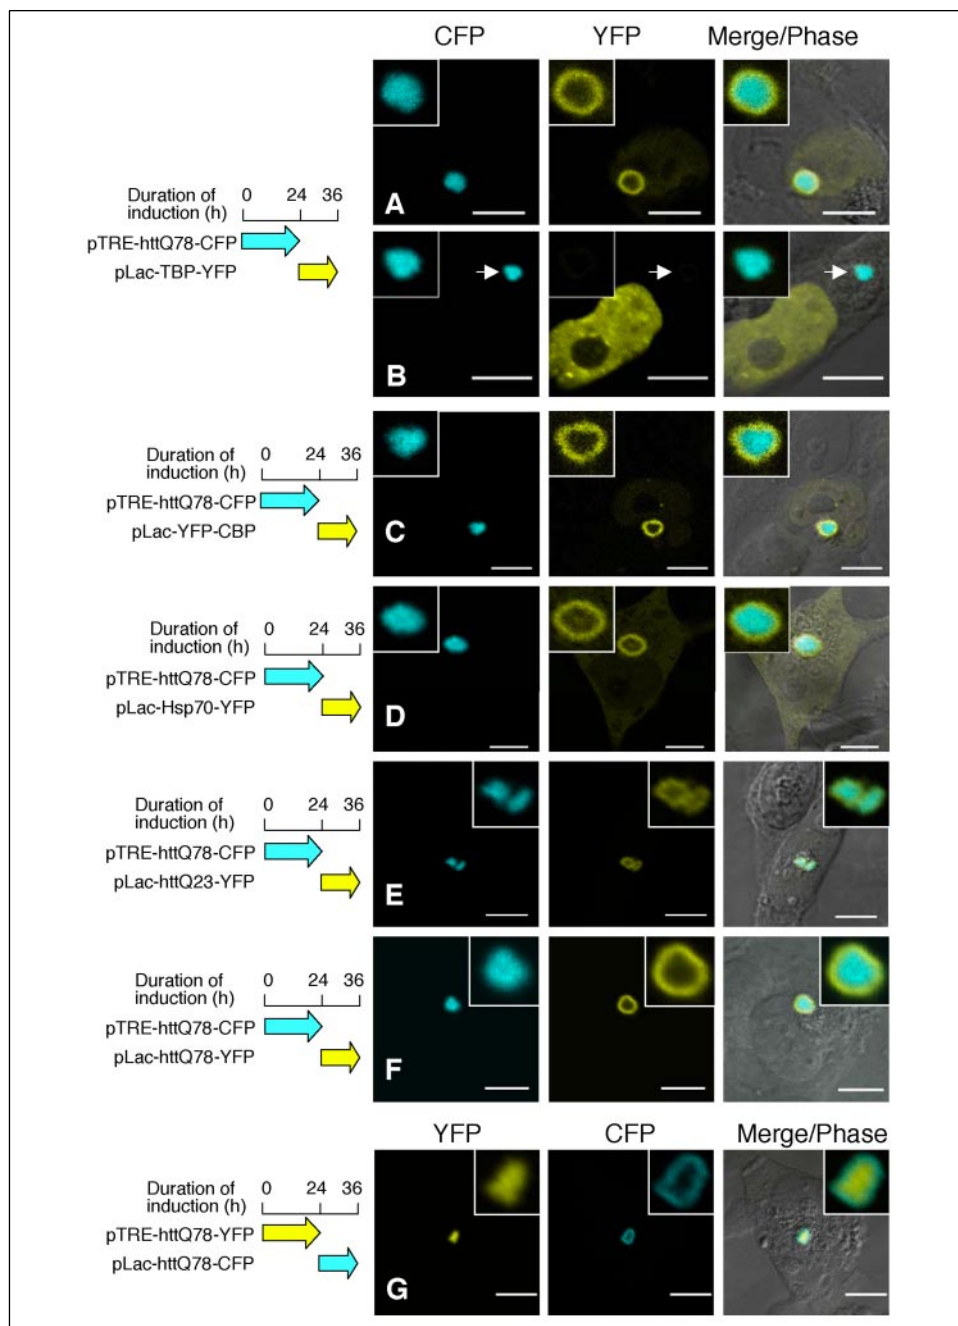 CFP YFP Merge/Phase
A
Duration of induction (h) 0 24 36
pTRE-httQ78-CFP
pLac-TBP-YFP
B
Duration of induction (h) 0 24 36
pTRE-httQ78-CFP
pLac-YFP-CBP
C
Duration of induction (h) 0 24 36
pTRE-httQ78-CFP
pLac-Hsp70-YFP
D
Duration of induction (h) 0 24 36
pTRE-httQ78-CFP
pLac-httQ23-YFP
E
Duration of induction (h) 0 24 36
pTRE-httQ78-CFP
pLac-httQ78-YFP
F
YFP CFP Merge/Phase
Duration of induction (h) 0 24 36
pTRE-httQ78-YFP
pLac-httQ78-CFP
G